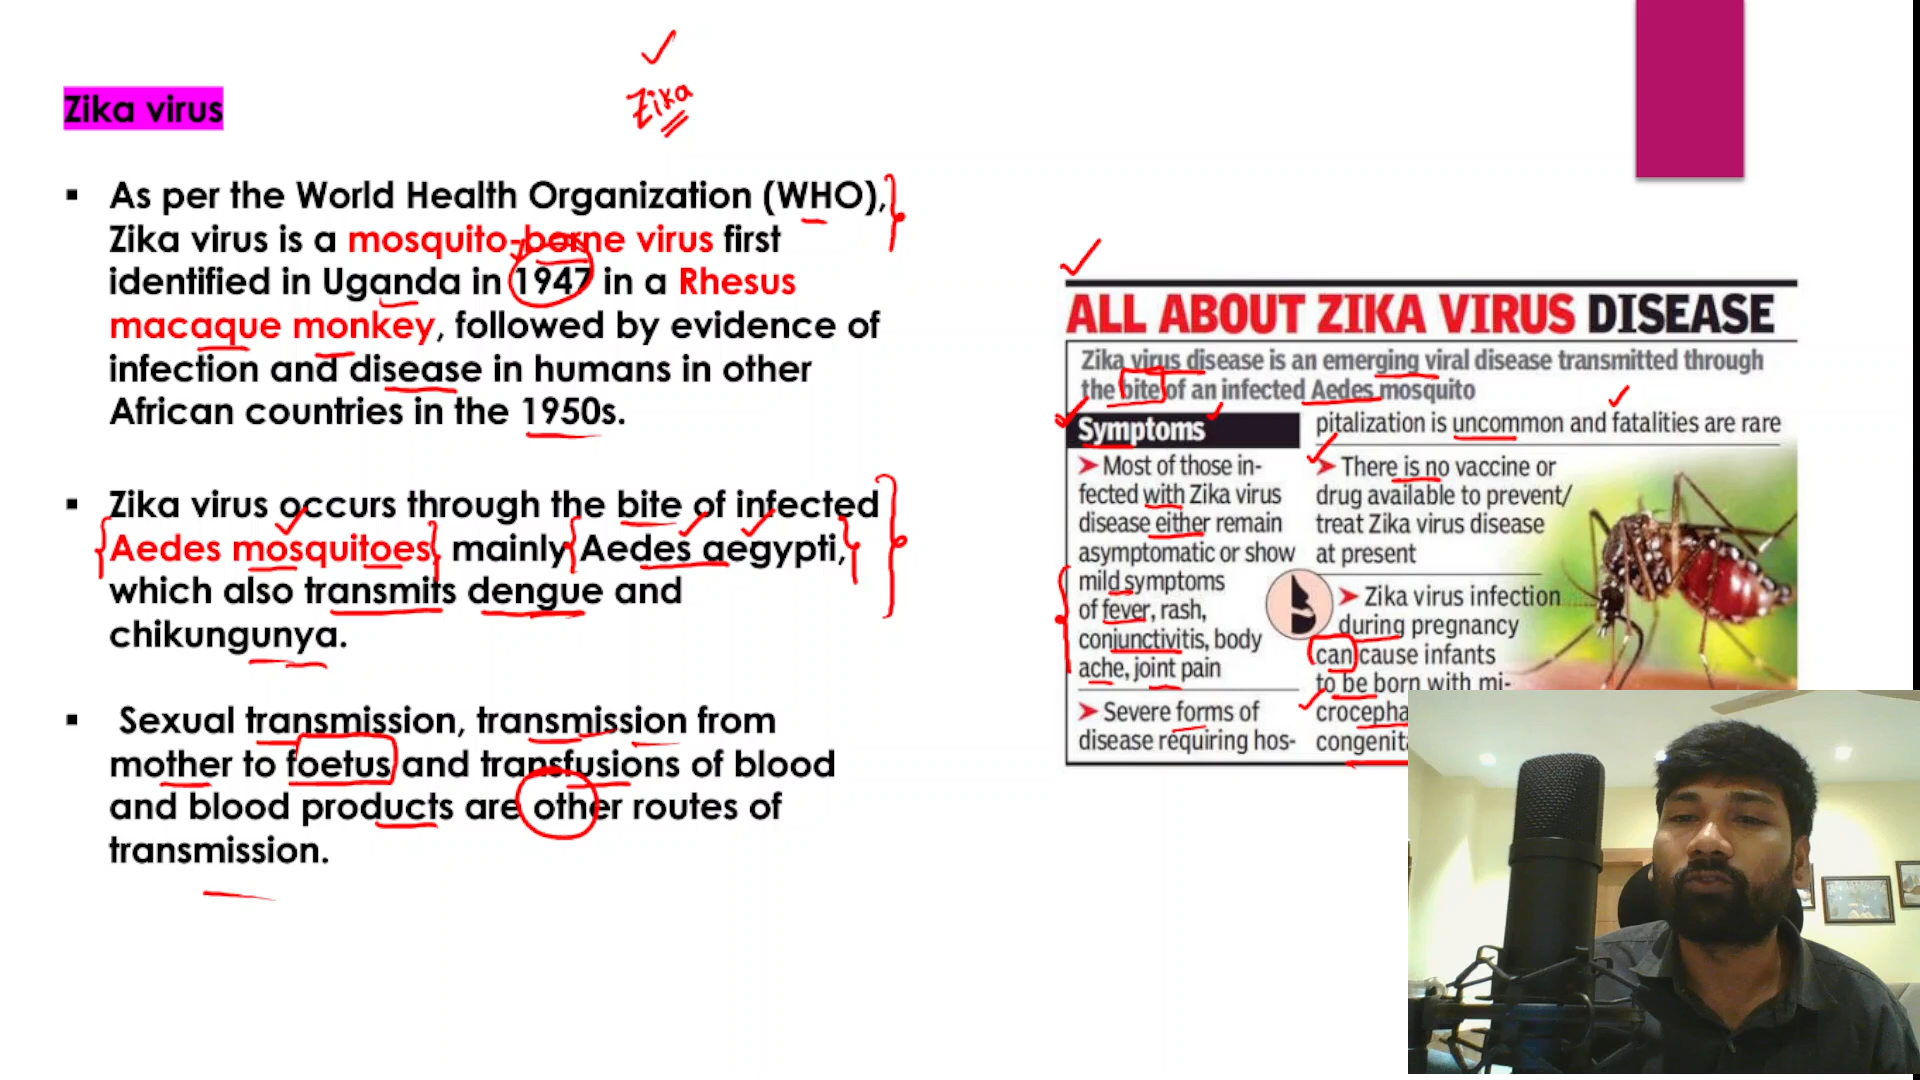 Zika
Zika virus
▪ As per the World Health Organization (WHO),
Zika virus is a mosquito-borne virus first
identified in Uganda in 1947 in a Rhesus
macaque monkey, followed by evidence of
infection and disease in humans in other
African countries in the 1950s.
▪ Zika virus occurs through the bite of infected
Aedes mosquitoes, mainly Aedes aegypti,
which also transmits dengue and
chikungunya.
▪ Sexual transmission, transmission from
mother to foetus and transfusions of blood
and blood products are other routes of
transmission.
ALL ABOUT ZIKA VIRUS DISEASE
Zika virus disease is an emerging viral disease transmitted through
the bite of an infected Aedes mosquito
Symptoms
➤ Most of those in-
fected with Zika virus
disease either remain
asymptomatic or show
mild symptoms
of fever, rash,
conjunctivitis, body
ache, joint pain
➤ Severe forms of
disease requiring hos-
pitalization is uncommon and fatalities are rare
➤ There is no vaccine or
drug available to prevent/
treat Zika virus disease
at present
➤ Zika virus infection
during pregnancy
can cause infants
to be born with mi-
crocepha
congenit